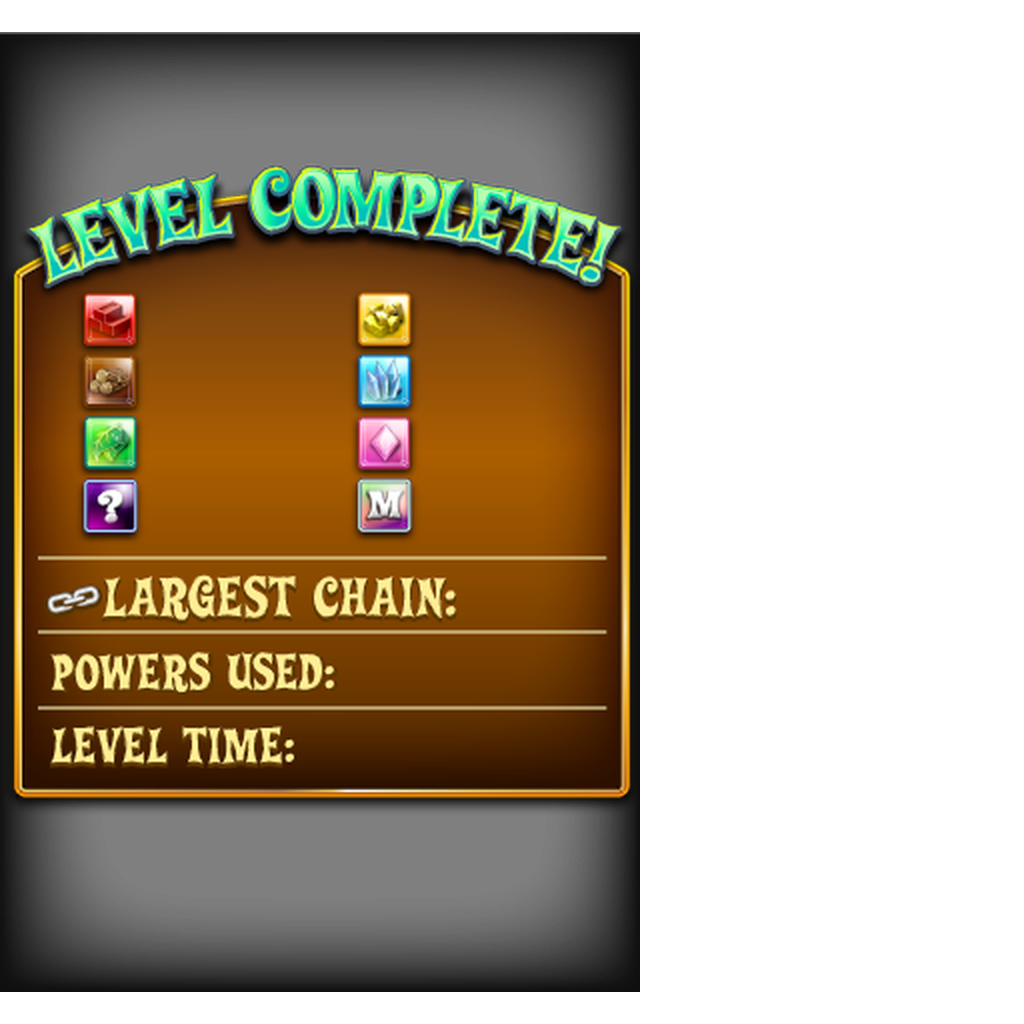 LEVEL COMPLETE!
?
M
LARGEST CHAIN:
POWERS USED:
LEVEL TIME: